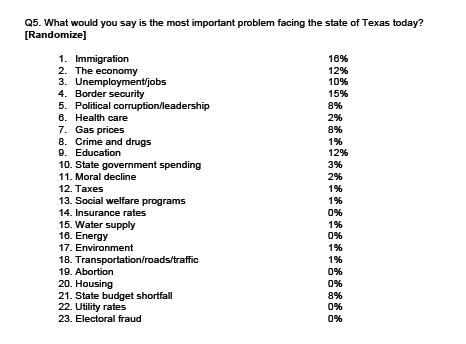 Q5. What would you say is the most important problem facing the state of Texas today?
[Randomize]
1. Immigration 16%
2. The economy 12%
3. Unemployment/jobs 10%
4. Border security 15%
5. Political corruption/leadership 8%
6. Health care 2%
7. Gas prices 8%
8. Crime and drugs 1%
9. Education 12%
10. State government spending 3%
11. Moral decline 2%
12. Taxes 1%
13. Social welfare programs 1%
14. Insurance rates 0%
15. Water supply 1%
16. Energy 0%
17. Environment 1%
18. Transportation/roads/traffic 1%
19. Abortion 0%
20. Housing 0%
21. State budget shortfall 8%
22. Utility rates 0%
23. Electoral fraud 0%